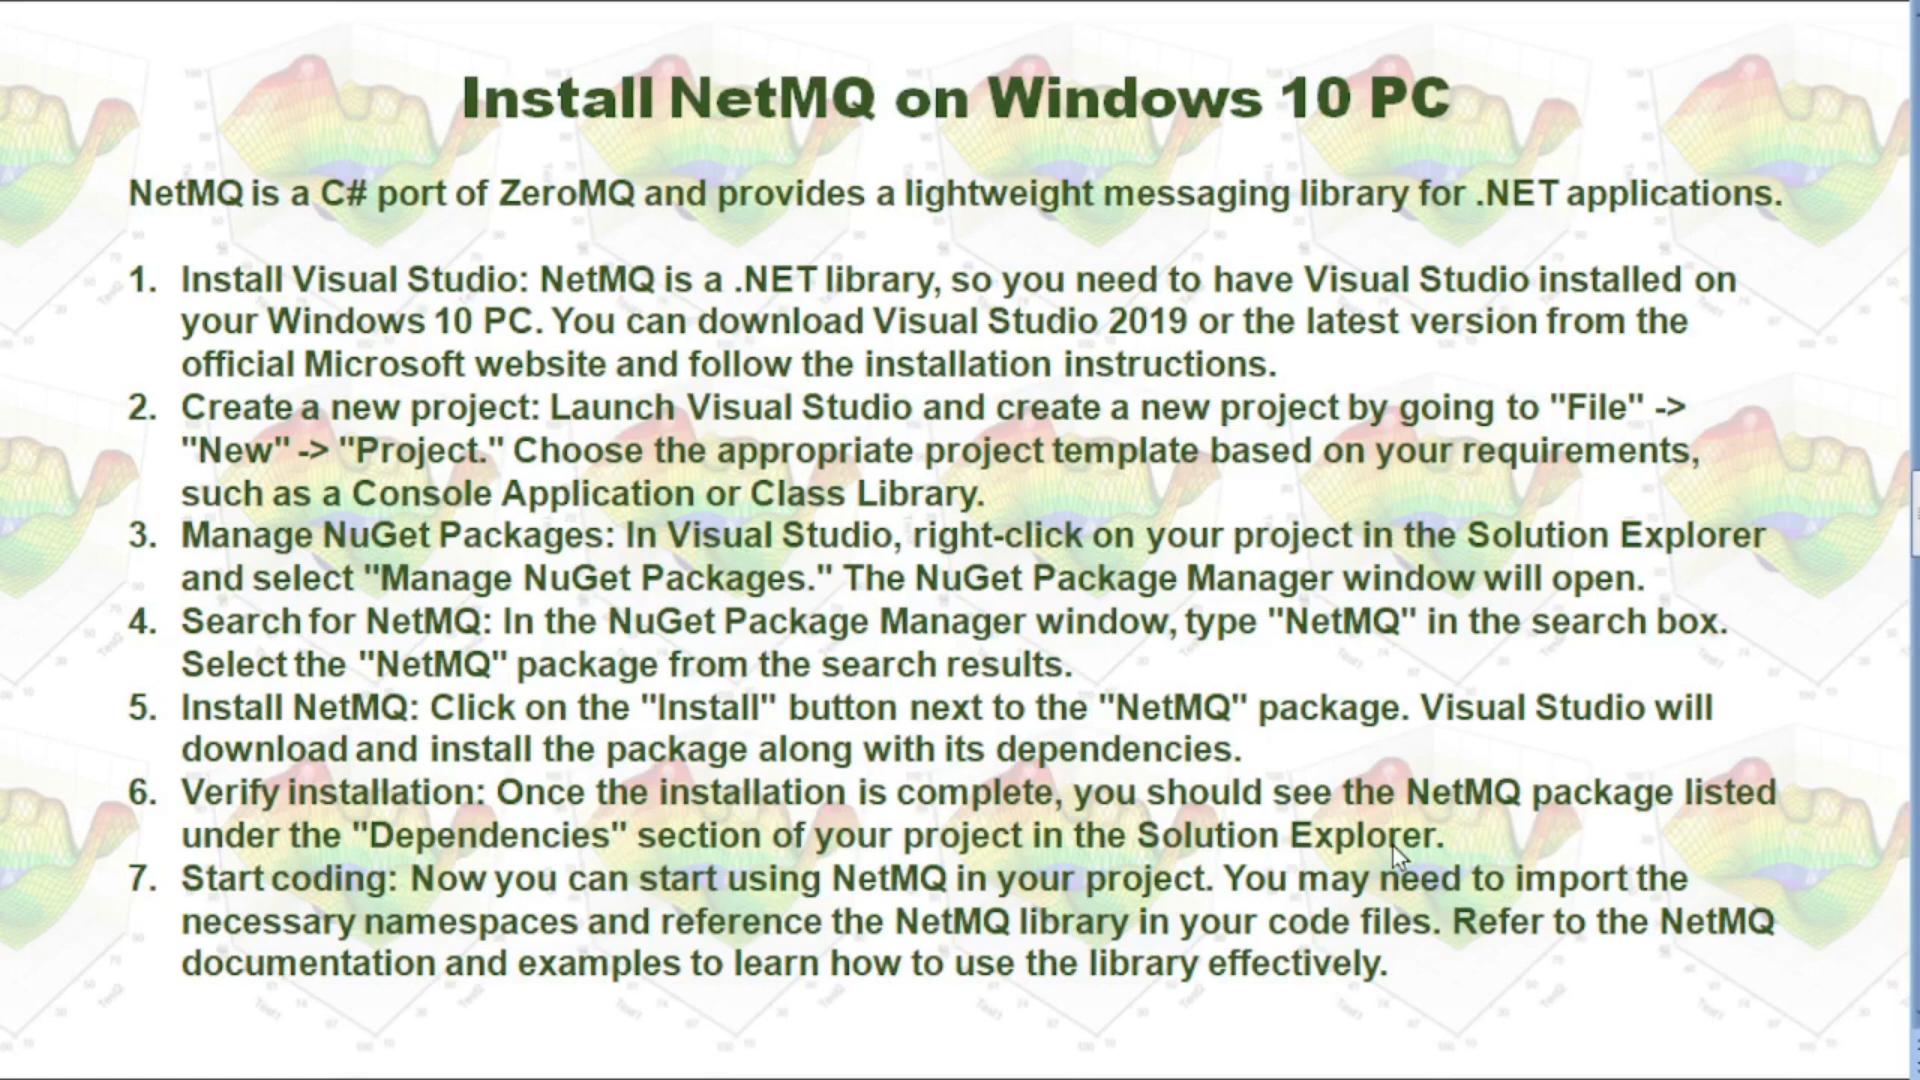 Install NetMQ on Windows 10 PC
NetMQ is a C# port of ZeroMQ and provides a lightweight messaging library for .NET applications.
1. Install Visual Studio: NetMQ is a .NET library, so you need to have Visual Studio installed on
your Windows 10 PC. You can download Visual Studio 2019 or the latest version from the
official Microsoft website and follow the installation instructions.
2. Create a new project: Launch Visual Studio and create a new project by going to "File" ->
"New" -> "Project." Choose the appropriate project template based on your requirements,
such as a Console Application or Class Library.
3. Manage NuGet Packages: In Visual Studio, right-click on your project in the Solution Explorer
and select "Manage NuGet Packages." The NuGet Package Manager window will open.
4. Search for NetMQ: In the NuGet Package Manager window, type "NetMQ" in the search box.
Select the "NetMQ" package from the search results.
5. Install NetMQ: Click on the "Install" button next to the "NetMQ" package. Visual Studio will
download and install the package along with its dependencies.
6. Verify installation: Once the installation is complete, you should see the NetMQ package listed
under the "Dependencies" section of your project in the Solution Explorer.
7. Start coding: Now you can start using NetMQ in your project. You may need to import the
necessary namespaces and reference the NetMQ library in your code files. Refer to the NetMQ
documentation and examples to learn how to use the library effectively.